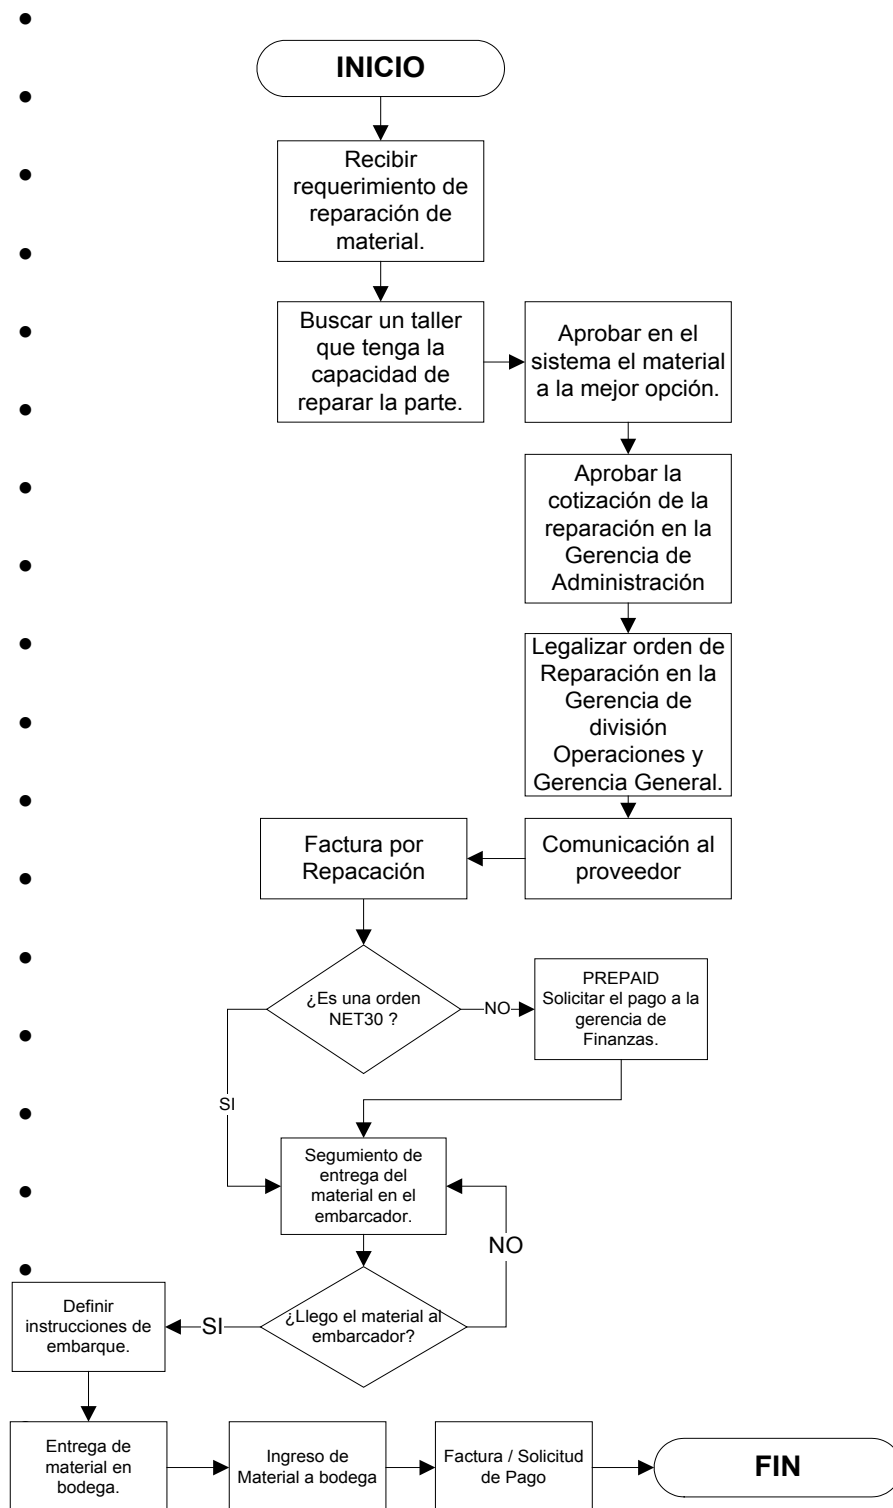 INICIO
Recibir
requerimiento de
reparación de
material.
Buscar un taller
que tenga la
capacidad de
reparar la parte.
Aprobar en el
sistema el material
a la mejor opción.
Aprobar la
cotización de la
reparación en la
Gerencia de
Administración
Legalizar orden de
Reparación en la
Gerencia de
división
Operaciones y
Gerencia General.
Comunicación al
proveedor
Factura por
Repacación
¿Es una orden
NET30 ?
NO
PREPAID
Solicitar el pago a la
gerencia de
Finanzas.
SI
Segumiento de
entrega del
material en el
embarcador.
NO
¿Llego el material al
embarcador?
SI
Definir
instrucciones de
embarque.
Entrega de
material en
bodega.
Ingreso de
Material a bodega
Factura / Solicitud
de Pago
FIN